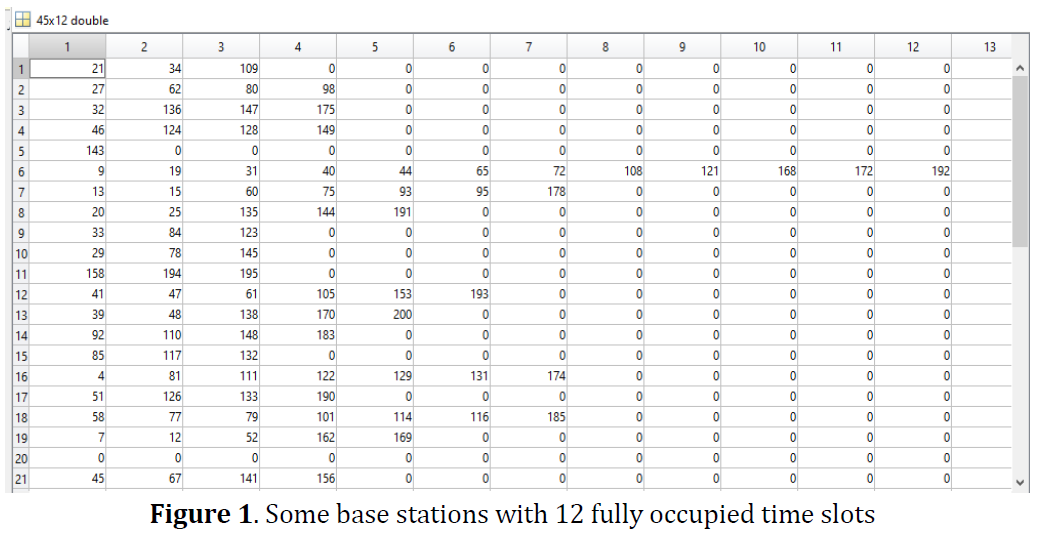 45x12 double
1 2 3 4 5 6 7 8 9 10 11 12 13
1 21 34 109 0 0 0 0 0 0 0 0 0
2 27 62 80 98 0 0 0 0 0 0 0 0
3 32 136 147 175 0 0 0 0 0 0 0 0
4 46 124 128 149 0 0 0 0 0 0 0 0
5 143 0 0 0 0 0 0 0 0 0 0 0
6 9 19 31 40 44 65 72 108 121 168 172 192
7 13 15 60 75 93 95 178 0 0 0 0 0
8 20 25 135 144 191 0 0 0 0 0 0 0
9 33 84 123 0 0 0 0 0 0 0 0 0
10 29 78 145 0 0 0 0 0 0 0 0 0
11 158 194 195 0 0 0 0 0 0 0 0 0
12 41 47 61 105 153 193 0 0 0 0 0 0
13 39 48 138 170 200 0 0 0 0 0 0 0
14 92 110 148 183 0 0 0 0 0 0 0 0
15 85 117 132 0 0 0 0 0 0 0 0 0
16 4 81 111 122 129 131 174 0 0 0 0 0
17 51 126 133 190 0 0 0 0 0 0 0 0
18 58 77 79 101 114 116 185 0 0 0 0 0
19 7 12 52 162 169 0 0 0 0 0 0 0
20 0 0 0 0 0 0 0 0 0 0 0 0
21 45 67 141 156 0 0 0 0 0 0 0 0
Figure 1. Some base stations with 12 fully occupied time slots